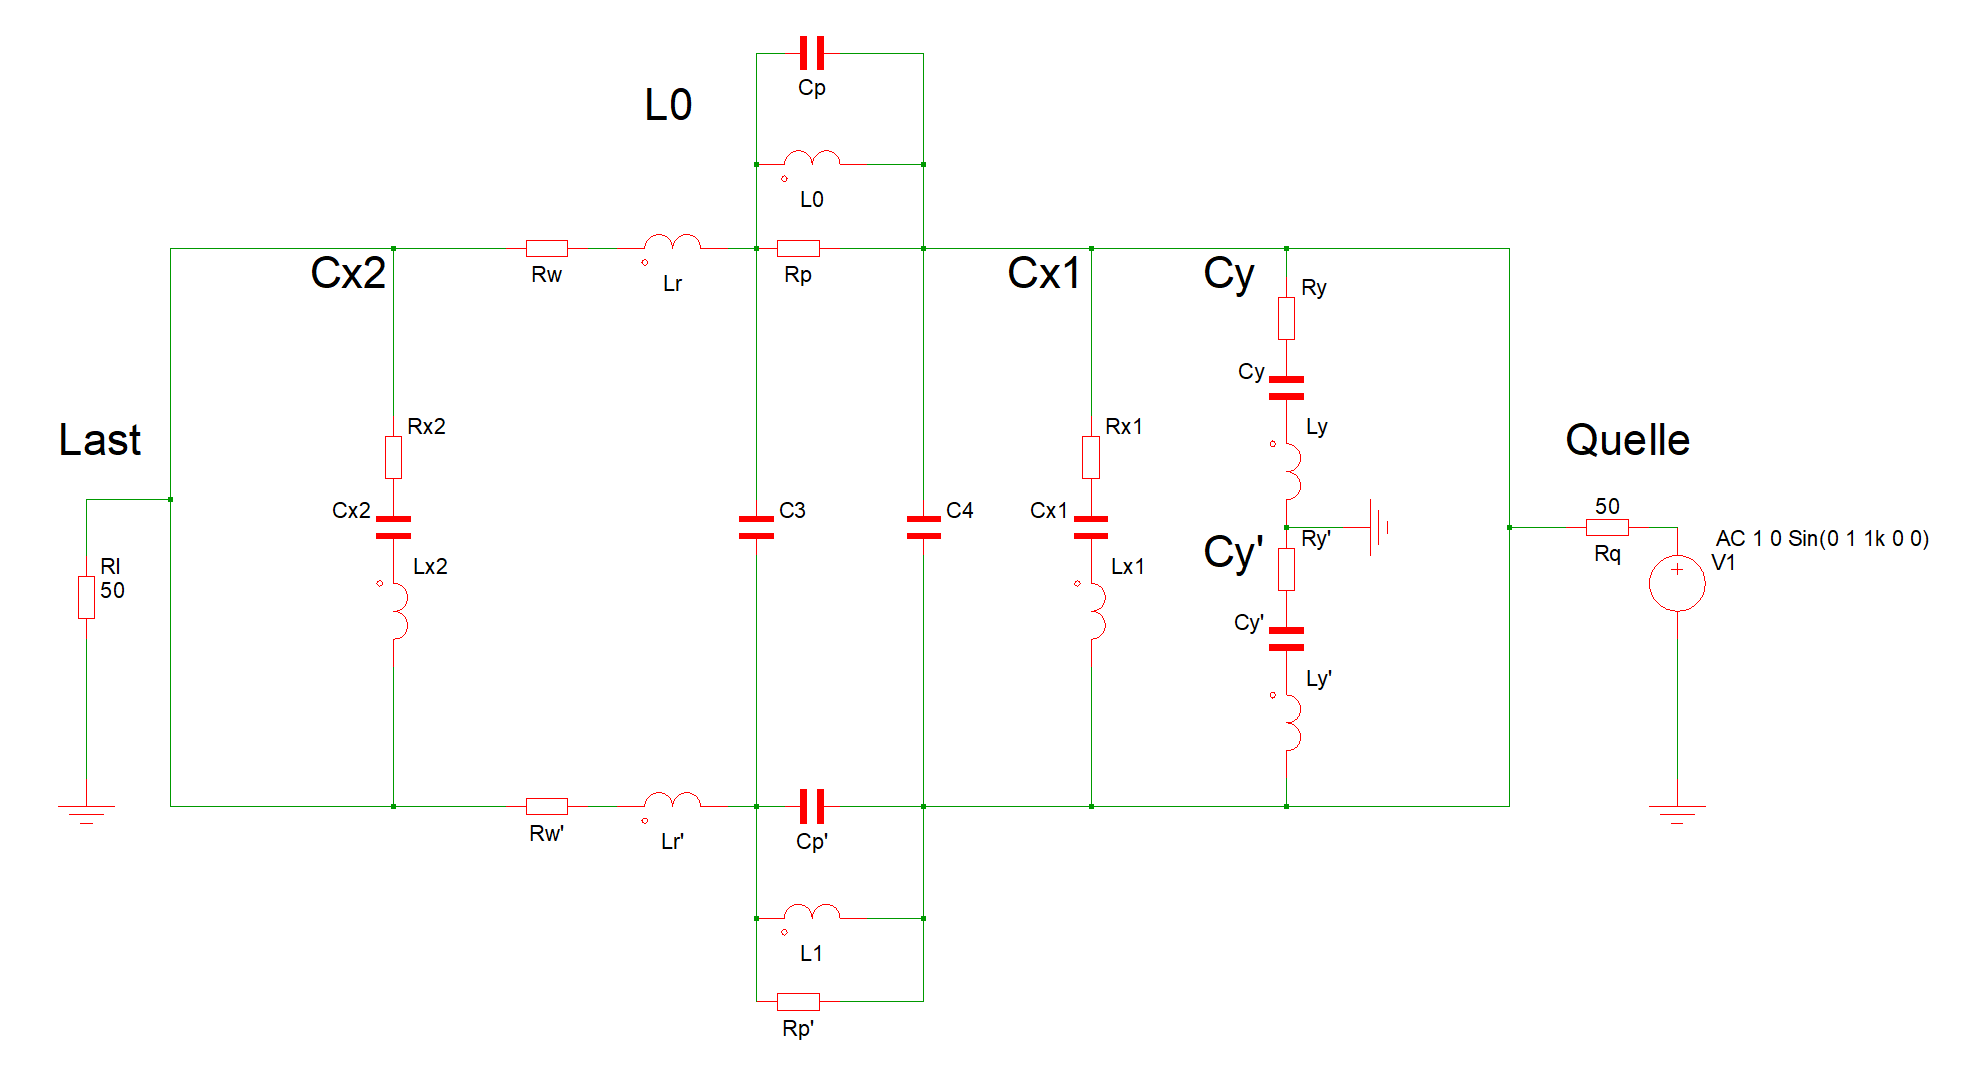 Cp
L0
L0
Cx2
Rw
Lr
Rp
Cx1
Cy
Ry
Cy
Ly
Last
Rx2
Rx1
Quelle
Cx2
C3
C4
Cx1
50
Rq
AC 1 0 Sin(0 1 1k 0 0)
V1
Ry'
Cy'
Rl
50
Lx2
Lx1
Cy'
Ly'
Rw'
Lr'
Cp'
L1
Rp'